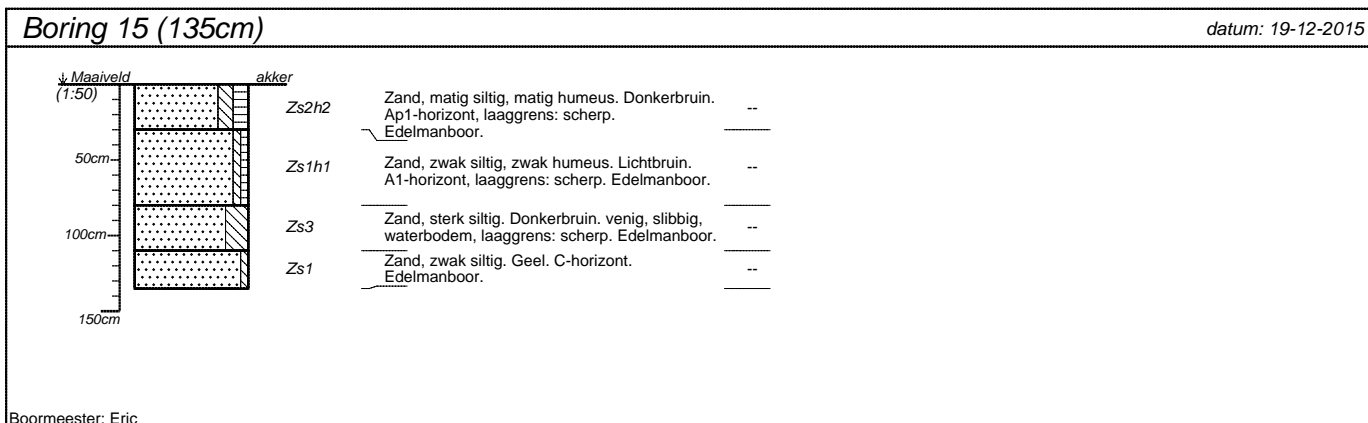 Boring 15 (135cm)
datum: 19-12-2015
Maaiveld
akker
(1:50)
Zs2h2
Zand, matig siltig, matig humeus. Donkerbruin.
Ap1-horizont, laaggrens: scherp.
Edelmanboor.
--
50cm
Zs1h1
Zand, zwak siltig, zwak humeus. Lichtbruin.
A1-horizont, laaggrens: scherp. Edelmanboor.
--
100cm
Zs3
Zand, sterk siltig. Donkerbruin. venig, slibbig,
waterbodem, laaggrens: scherp. Edelmanboor.
--
Zs1
Zand, zwak siltig. Geel. C-horizont.
Edelmanboor.
--
150cm
Boormeester: Eric